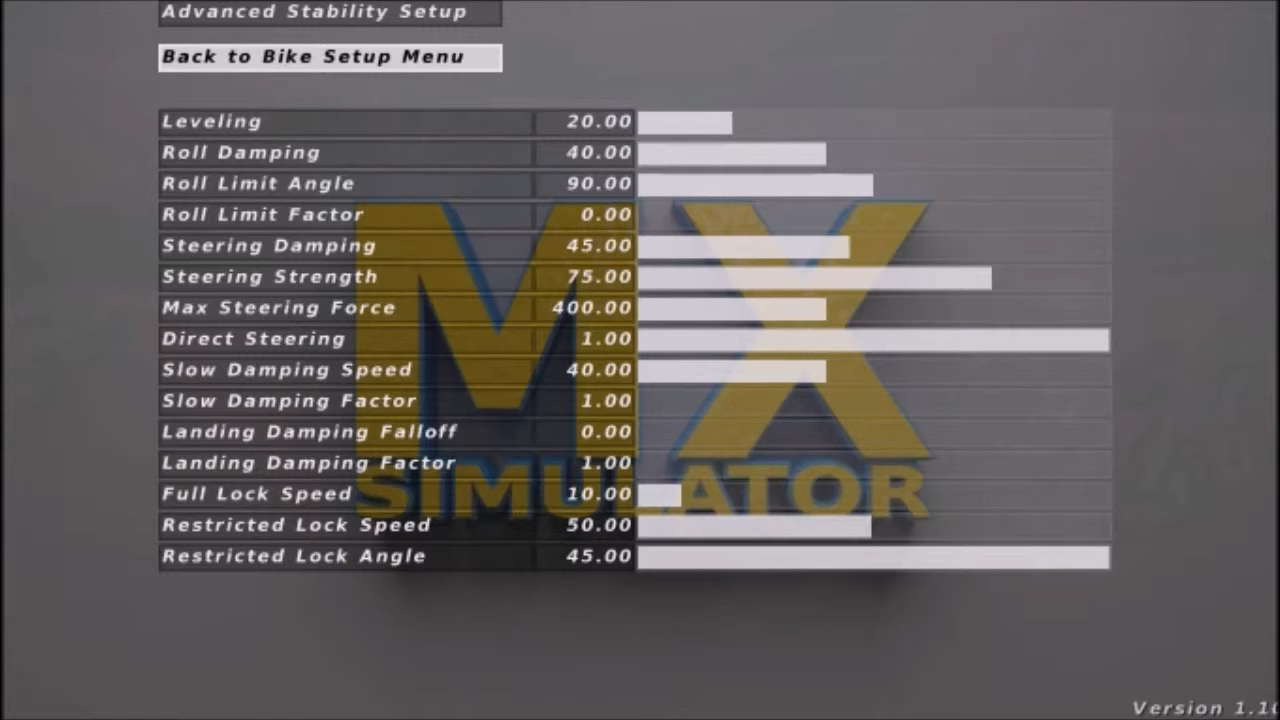 Advanced Stability Setup
Back to Bike Setup Menu
Leveling 20.00
Roll Damping 40.00
Roll Limit Angle 90.00
Roll Limit Factor 0.00
Steering Damping 45.00
Steering Strength 75.00
Max Steering Force 400.00
Direct Steering 1.00
Slow Damping Speed 40.00
Slow Damping Factor 1.00
Landing Damping Falloff 0.00
Landing Damping Factor 1.00
Full Lock Speed 10.00
Restricted Lock Speed 50.00
Restricted Lock Angle 45.00
MX
SIMULATOR
Version